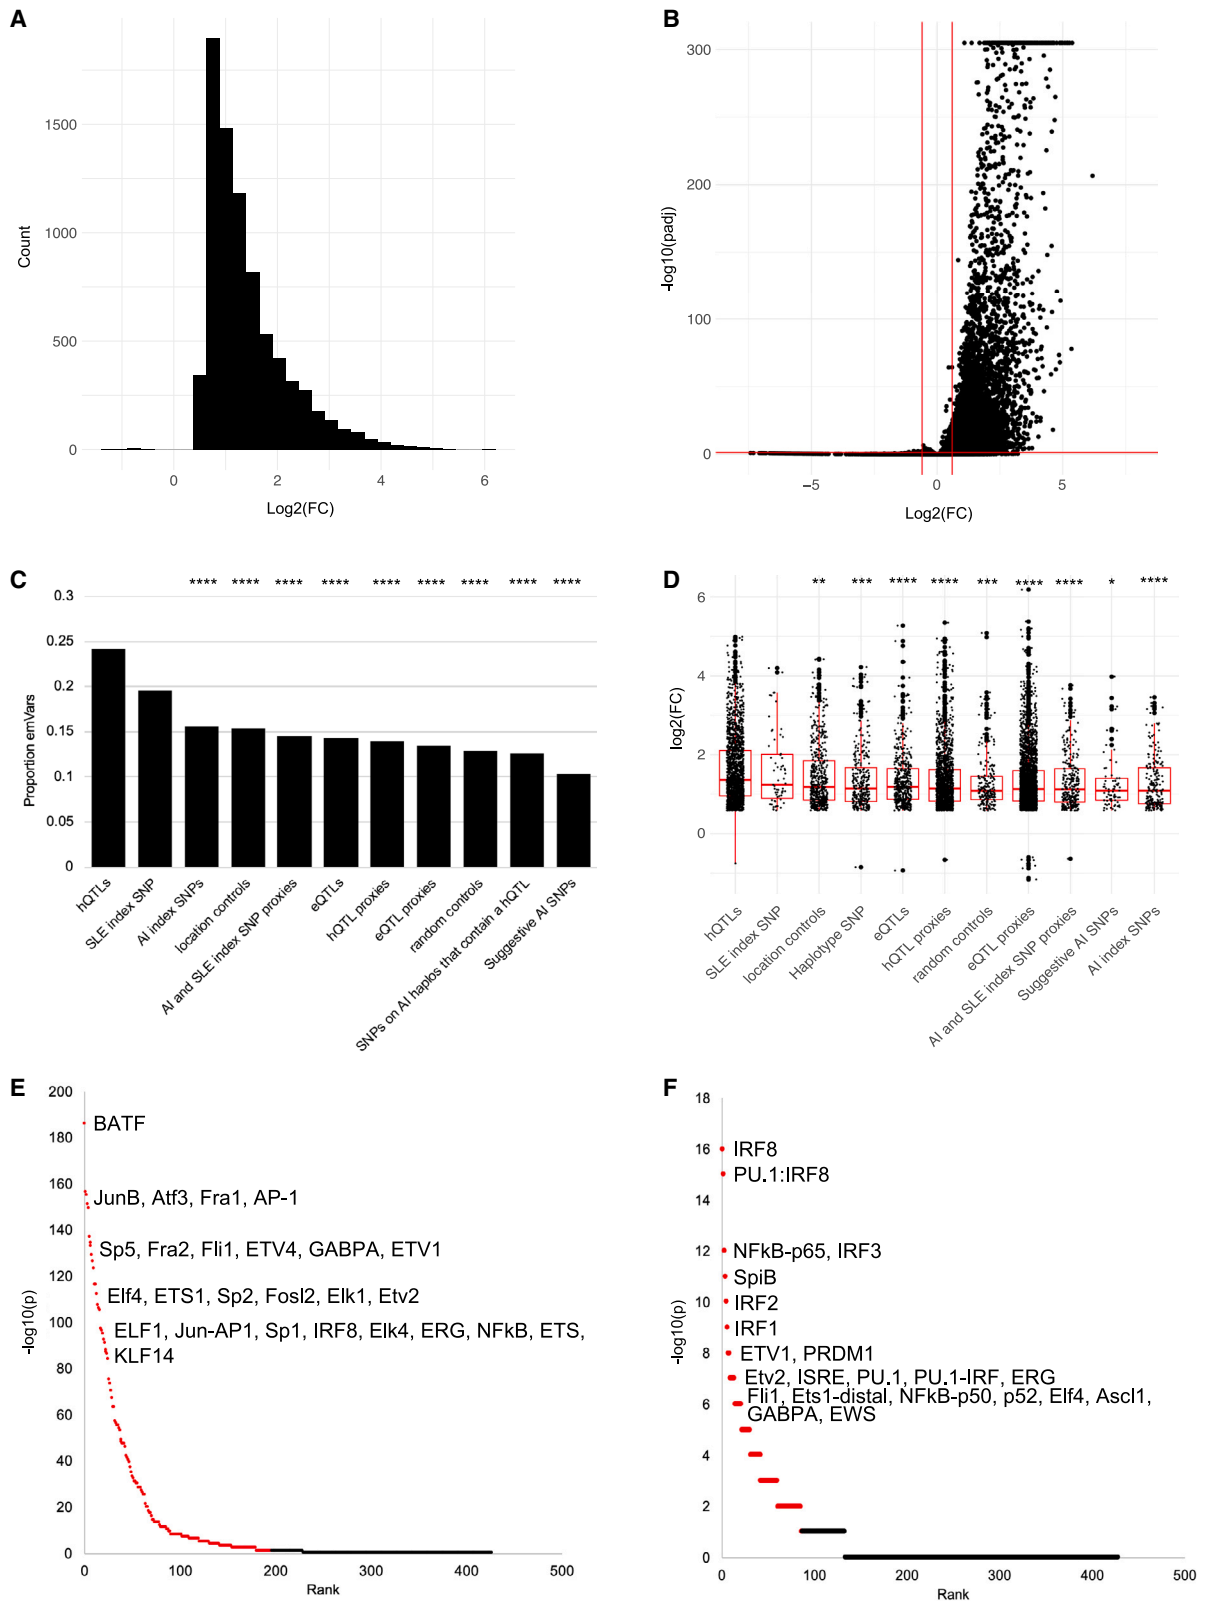 A
Count
1500
1000
500
0
0
2
4
6
Log2(FC)
B
-log10(padj)
300
200
100
0
−5
0
5
Log2(FC)
C
**** **** **** **** **** **** **** **** ****
Proportion emVars
0.3
0.25
0.2
0.15
0.1
0.05
0
hQTLs
SLE index SNP
AI index SNPs
location controls
AI and SLE index SNP proxies
eQTLs
hQTL proxies
eQTL proxies
random controls
SNPs on AI haplos that contain a hQTL
Suggestive AI SNPs
D
** *** **** **** *** **** **** * ****
log2(FC)
6
4
2
0
hQTLs
SLE index SNP
location controls
Haplotype SNP
eQTLs
hQTL proxies
random controls
eQTL proxies
AI and SLE index SNP proxies
Suggestive AI SNPs
AI index SNPs
E
-log10(p)
200
180
160
140
120
100
80
60
40
20
0
BATF
JunB, Atf3, Fra1, AP-1
Sp5, Fra2, Fli1, ETV4, GABPA, ETV1
Elf4, ETS1, Sp2, Fosl2, Elk1, Etv2
ELF1, Jun-AP1, Sp1, IRF8, Elk4, ERG, NFkB, ETS,
KLF14
0
100
200
300
400
500
Rank
F
-log10(p)
18
16
14
12
10
8
6
4
2
0
IRF8
PU.1:IRF8
NFkB-p65, IRF3
SpiB
IRF2
IRF1
ETV1, PRDM1
Etv2, ISRE, PU.1, PU.1-IRF, ERG
Fli1, Ets1-distal, NFkB-p50, p52, Elf4, Ascl1,
GABPA, EWS
0
100
200
300
400
500
Rank